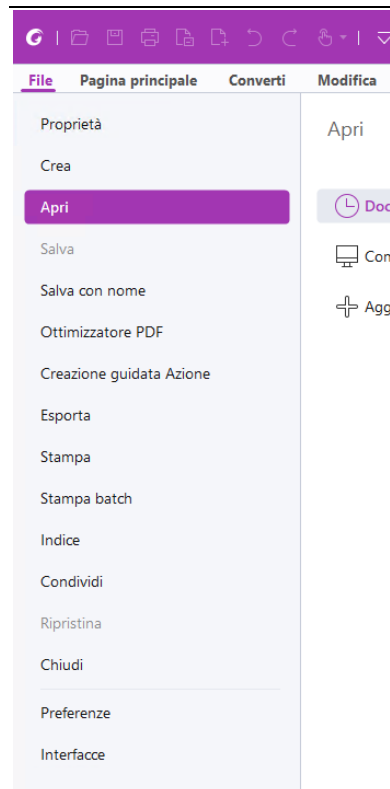 File Pagina principale Converti Modifica
Proprietà
Apri
Crea
Apri
Salva
Salva con nome
Ottimizzatore PDF
Creazione guidata Azione
Esporta
Stampa
Stampa batch
Indice
Condividi
Ripristina
Chiudi
Preferenze
Interfacce